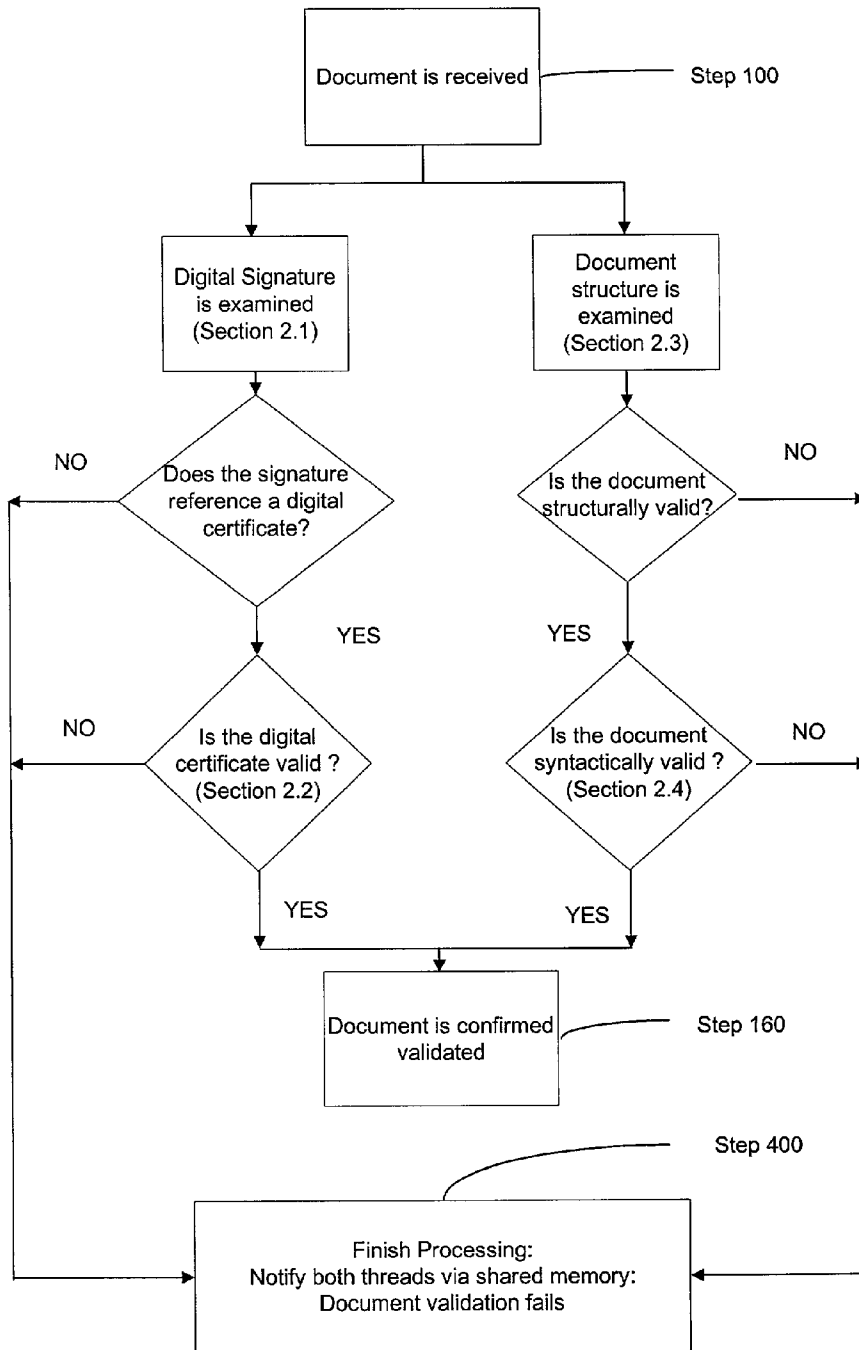 Document is received
Step 100
Digital Signature
is examined
(Section 2.1)
Document
structure is
examined
(Section 2.3)
NO
Does the signature
reference a digital
certificate?
Is the document
structurally valid?
NO
YES
YES
NO
Is the digital
certificate valid ?
(Section 2.2)
Is the document
syntactically valid ?
(Section 2.4)
NO
YES
YES
Document is confirmed
validated
Step 160
Step 400
Finish Processing:
Notify both threads via shared memory:
Document validation fails